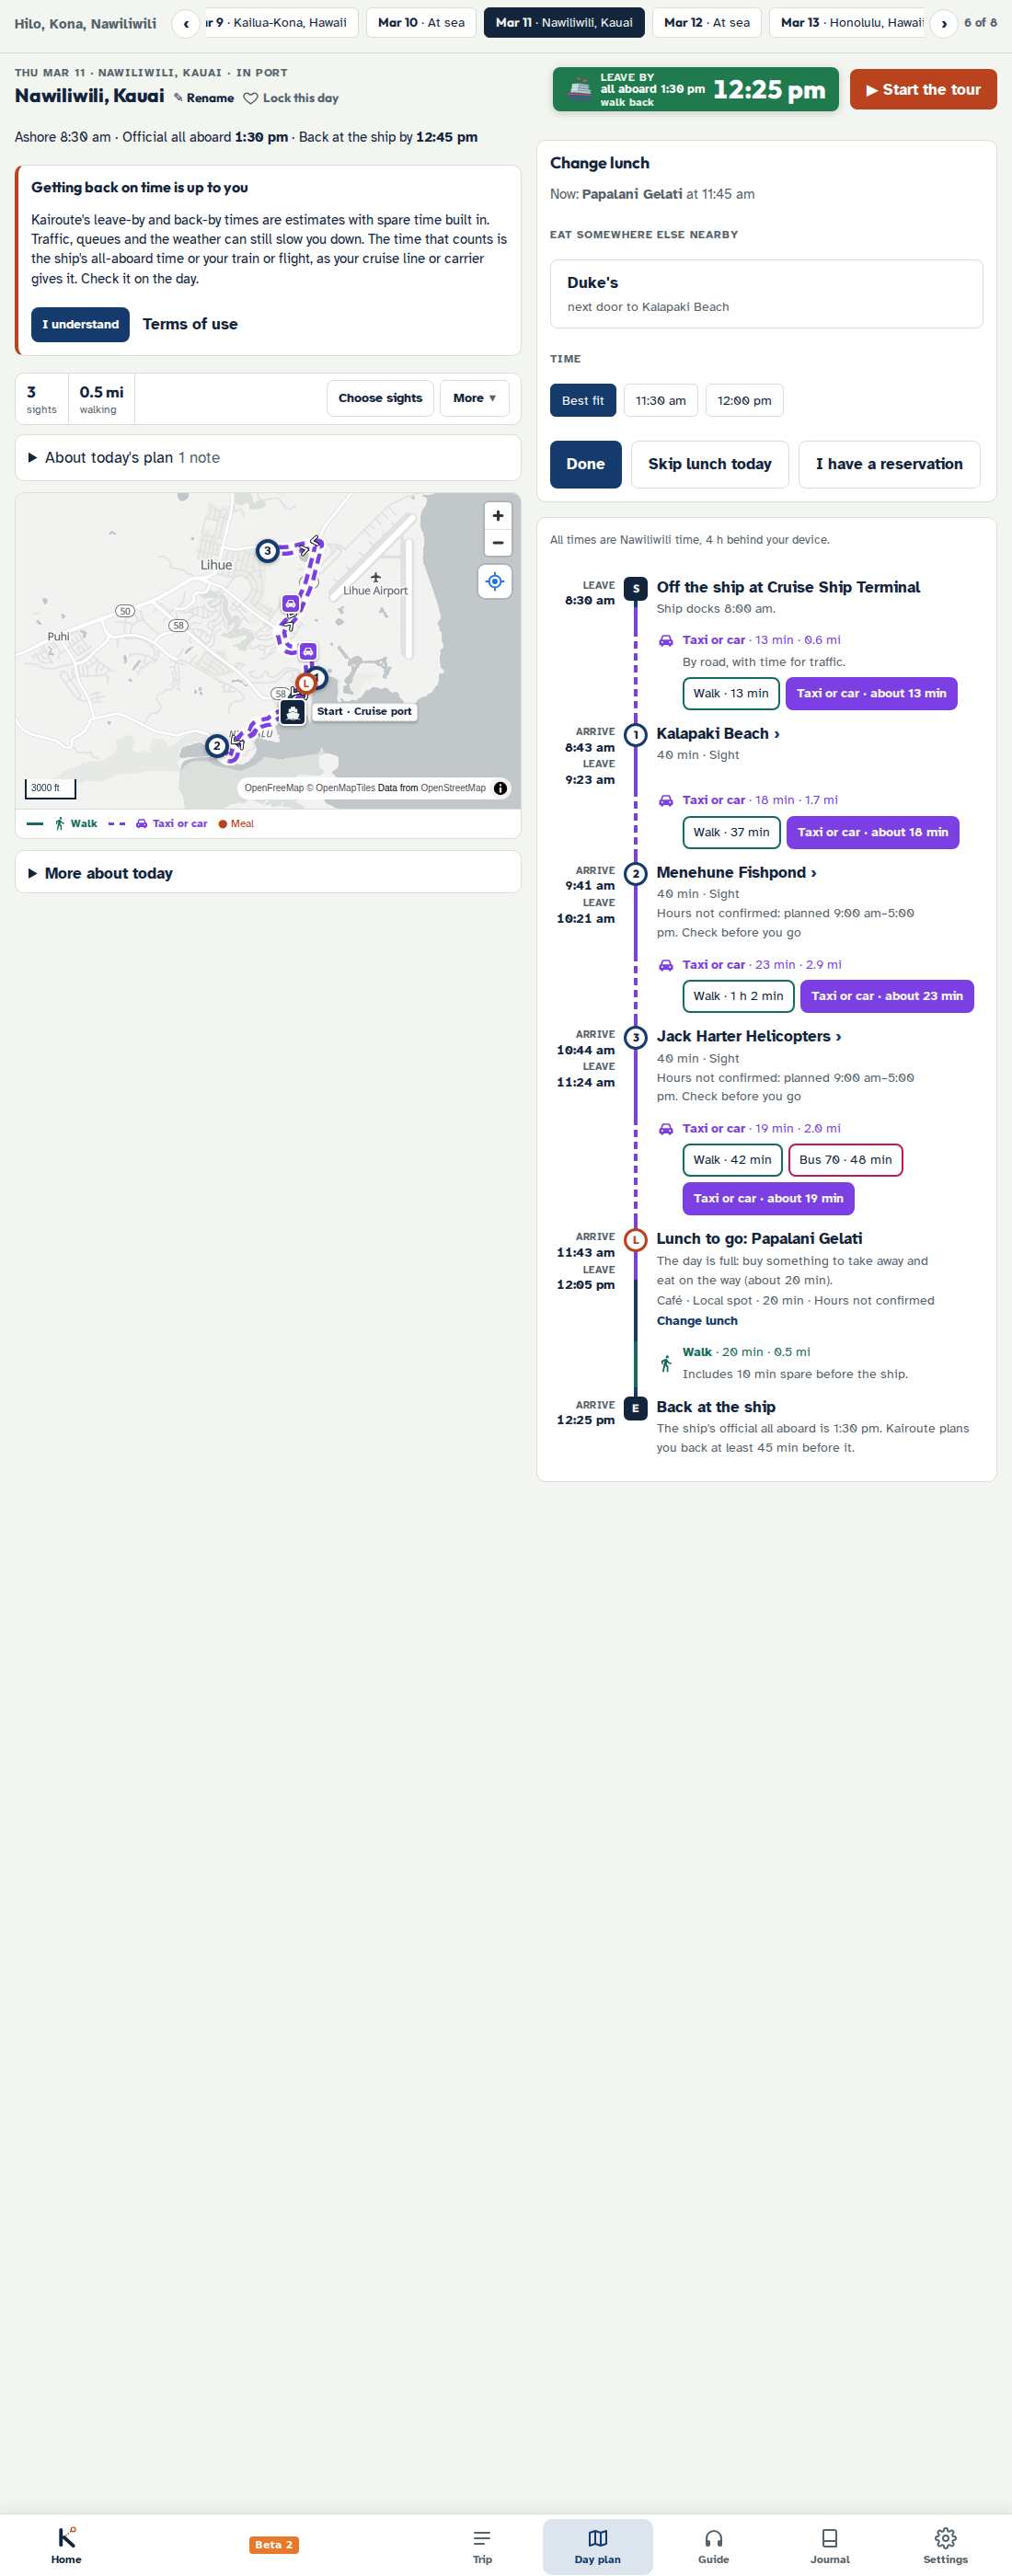 Hilo, Kona, Nawiliwili
‹
9 · Kailua-Kona, Hawaii
Mar 10 · At sea
Mar 11 · Nawiliwili, Kauai
Mar 12 · At sea
Mar 13 · Honolulu, Hawaii
›
6 of 8
THU MAR 11 · NAWILIWILI, KAUAI · IN PORT
Nawiliwili, Kauai ✎ Rename Lock this day
LEAVE BY
all aboard 1:30 pm
walk back
12:25 pm
▶ Start the tour
Ashore 8:30 am · Official all aboard 1:30 pm · Back at the ship by 12:45 pm
Getting back on time is up to you
Kairoute's leave-by and back-by times are estimates with spare time built in.
Traffic, queues and the weather can still slow you down. The time that counts is
the ship's all-aboard time or your train or flight, as your cruise line or carrier
gives it. Check it on the day.
I understand
Terms of use
3
sights
0.5 mi
walking
Choose sights
More ▼
▶ About today's plan 1 note
Lihue
Lihue Airport
Puhi
50
58
58
3
1
L
2
Start · Cruise port
+
−
3000 ft
OpenFreeMap © OpenMapTiles Data from OpenStreetMap
Walk
Taxi or car
Meal
▶ More about today
Change lunch
Now: Papalani Gelati at 11:45 am
EAT SOMEWHERE ELSE NEARBY
Duke's
next door to Kalapaki Beach
TIME
Best fit
11:30 am
12:00 pm
Done
Skip lunch today
I have a reservation
All times are Nawiliwili time, 4 h behind your device.
LEAVE
8:30 am
S
Off the ship at Cruise Ship Terminal
Ship docks 8:00 am.
Taxi or car · 13 min · 0.6 mi
By road, with time for traffic.
Walk · 13 min
Taxi or car · about 13 min
ARRIVE
8:43 am
LEAVE
9:23 am
1
Kalapaki Beach ›
40 min · Sight
Taxi or car · 18 min · 1.7 mi
Walk · 37 min
Taxi or car · about 18 min
ARRIVE
9:41 am
LEAVE
10:21 am
2
Menehune Fishpond ›
40 min · Sight
Hours not confirmed: planned 9:00 am–5:00
pm. Check before you go
Taxi or car · 23 min · 2.9 mi
Walk · 1 h 2 min
Taxi or car · about 23 min
ARRIVE
10:44 am
LEAVE
11:24 am
3
Jack Harter Helicopters ›
40 min · Sight
Hours not confirmed: planned 9:00 am–5:00
pm. Check before you go
Taxi or car · 19 min · 2.0 mi
Walk · 42 min
Bus 70 · 48 min
Taxi or car · about 19 min
ARRIVE
11:43 am
LEAVE
12:05 pm
L
Lunch to go: Papalani Gelati
The day is full: buy something to take away and
eat on the way (about 20 min).
Café · Local spot · 20 min · Hours not confirmed
Change lunch
Walk · 20 min · 0.5 mi
Includes 10 min spare before the ship.
ARRIVE
12:25 pm
E
Back at the ship
The ship's official all aboard is 1:30 pm. Kairoute plans
you back at least 45 min before it.
Home
Beta 2
Trip
Day plan
Guide
Journal
Settings